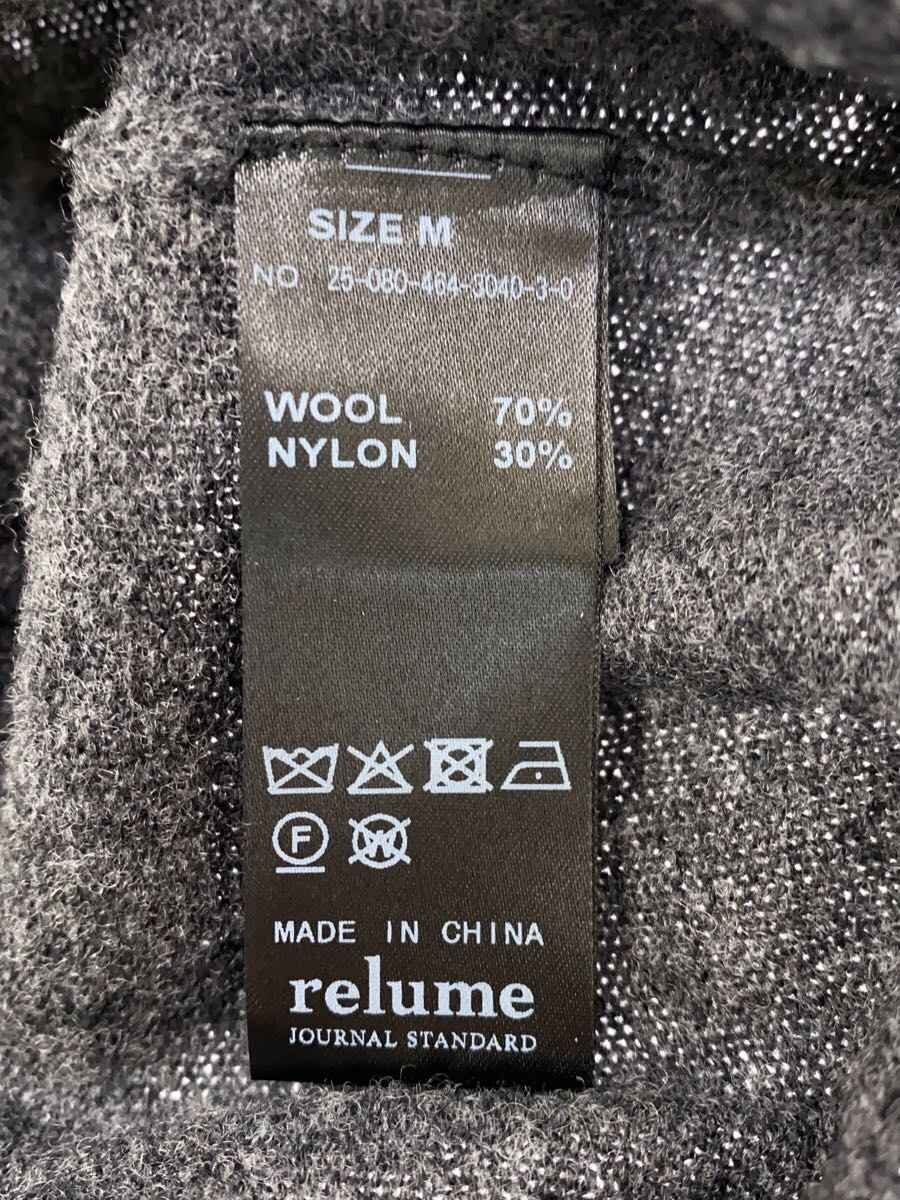 SIZE M
NO 25-080-464-3040-3-0
WOOL 70%
NYLON 30%
F
W
MADE IN CHINA
relume
JOURNAL STANDARD